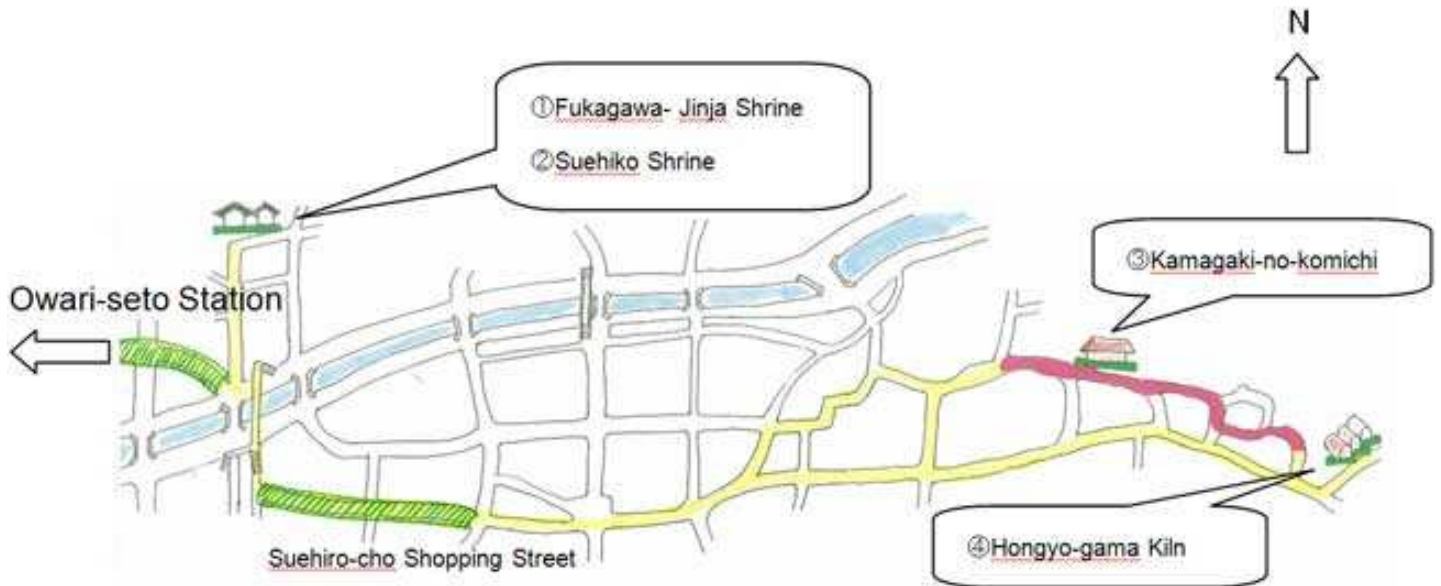 N
①Fukagawa- Jinja Shrine
②Suehiko Shrine
③Kamagaki-no-komichi
Owari-seto Station
④Hongyo-gama Kiln
Suehiro-cho Shopping Street